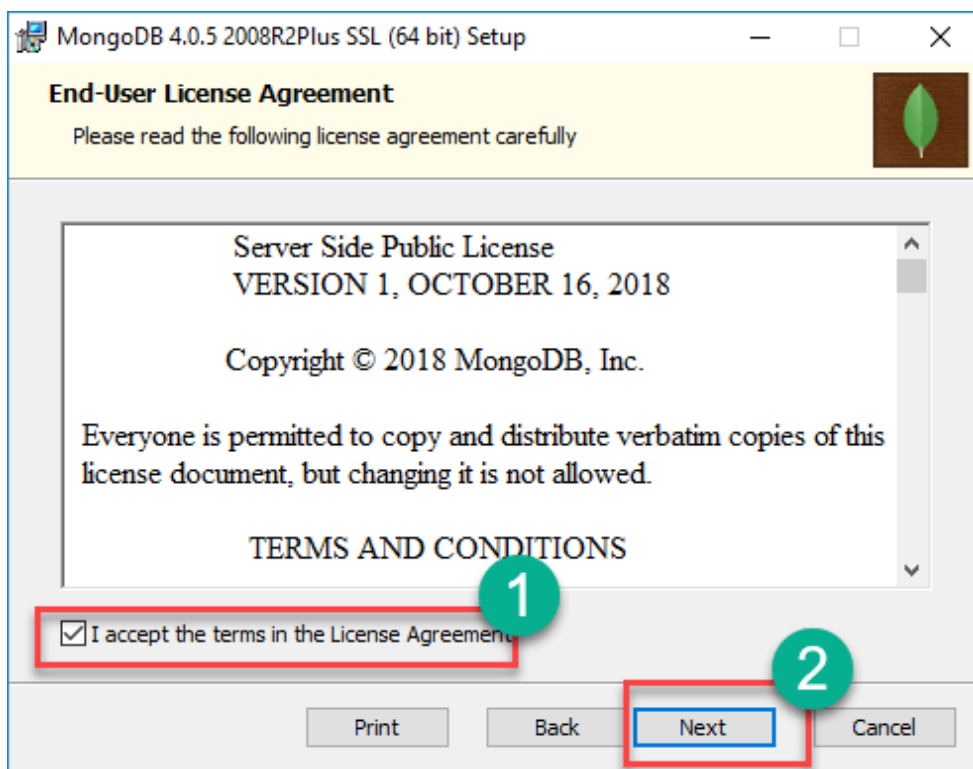 MongoDB 4.0.5 2008R2Plus SSL (64 bit) Setup
End-User License Agreement
Please read the following license agreement carefully
Server Side Public License
VERSION 1, OCTOBER 16, 2018
Copyright © 2018 MongoDB, Inc.
Everyone is permitted to copy and distribute verbatim copies of this
license document, but changing it is not allowed.
TERMS AND CONDITIONS
1
I accept the terms in the License Agreement
2
Print Back Next Cancel